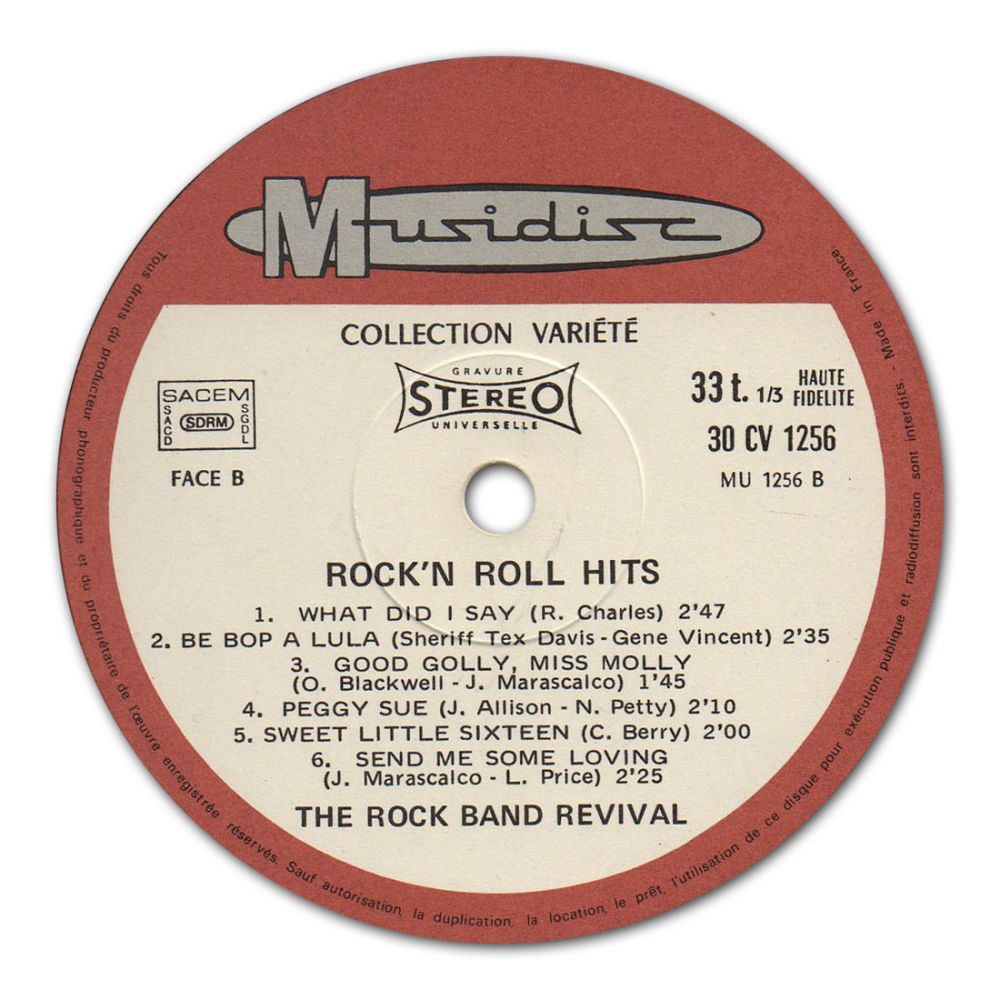 Musidisc
COLLECTION VARIÉTÉ
GRAVURE
STEREO
UNIVERSELLE
SACEM
SACD
SDRM
SGDL
FACE B
33 t. 1/3 HAUTE FIDELITE
30 CV 1256
MU 1256 B
ROCK'N ROLL HITS
1. WHAT DID I SAY (R. Charles) 2'47
2. BE BOP A LULA (Sheriff Tex Davis - Gene Vincent) 2'35
3. GOOD GOLLY, MISS MOLLY
(O. Blackwell - J. Marascalco) 1'45
4. PEGGY SUE (J. Allison - N. Petty) 2'10
5. SWEET LITTLE SIXTEEN (C. Berry) 2'00
6. SEND ME SOME LOVING
(J. Marascalco - L. Price) 2'25
THE ROCK BAND REVIVAL
Tous droits du producteur phonographique et du propriétaire de l'œuvre enregistrée réservés. Sauf autorisation, la duplication, la location, le prêt, l'utilisation de ce disque pour exécution publique et radiodiffusion sont interdits. - Made in France.